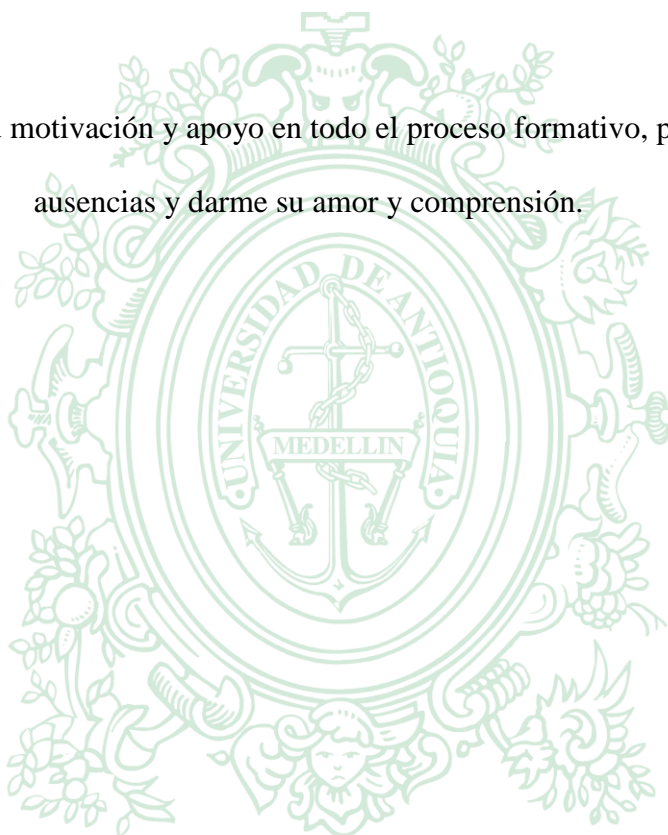 motivación y apoyo en todo el proceso formativo,
ausencias y darme su amor y comprensión.
UNIVERSIDAD DE ANTIOQUIA
MEDELLIN